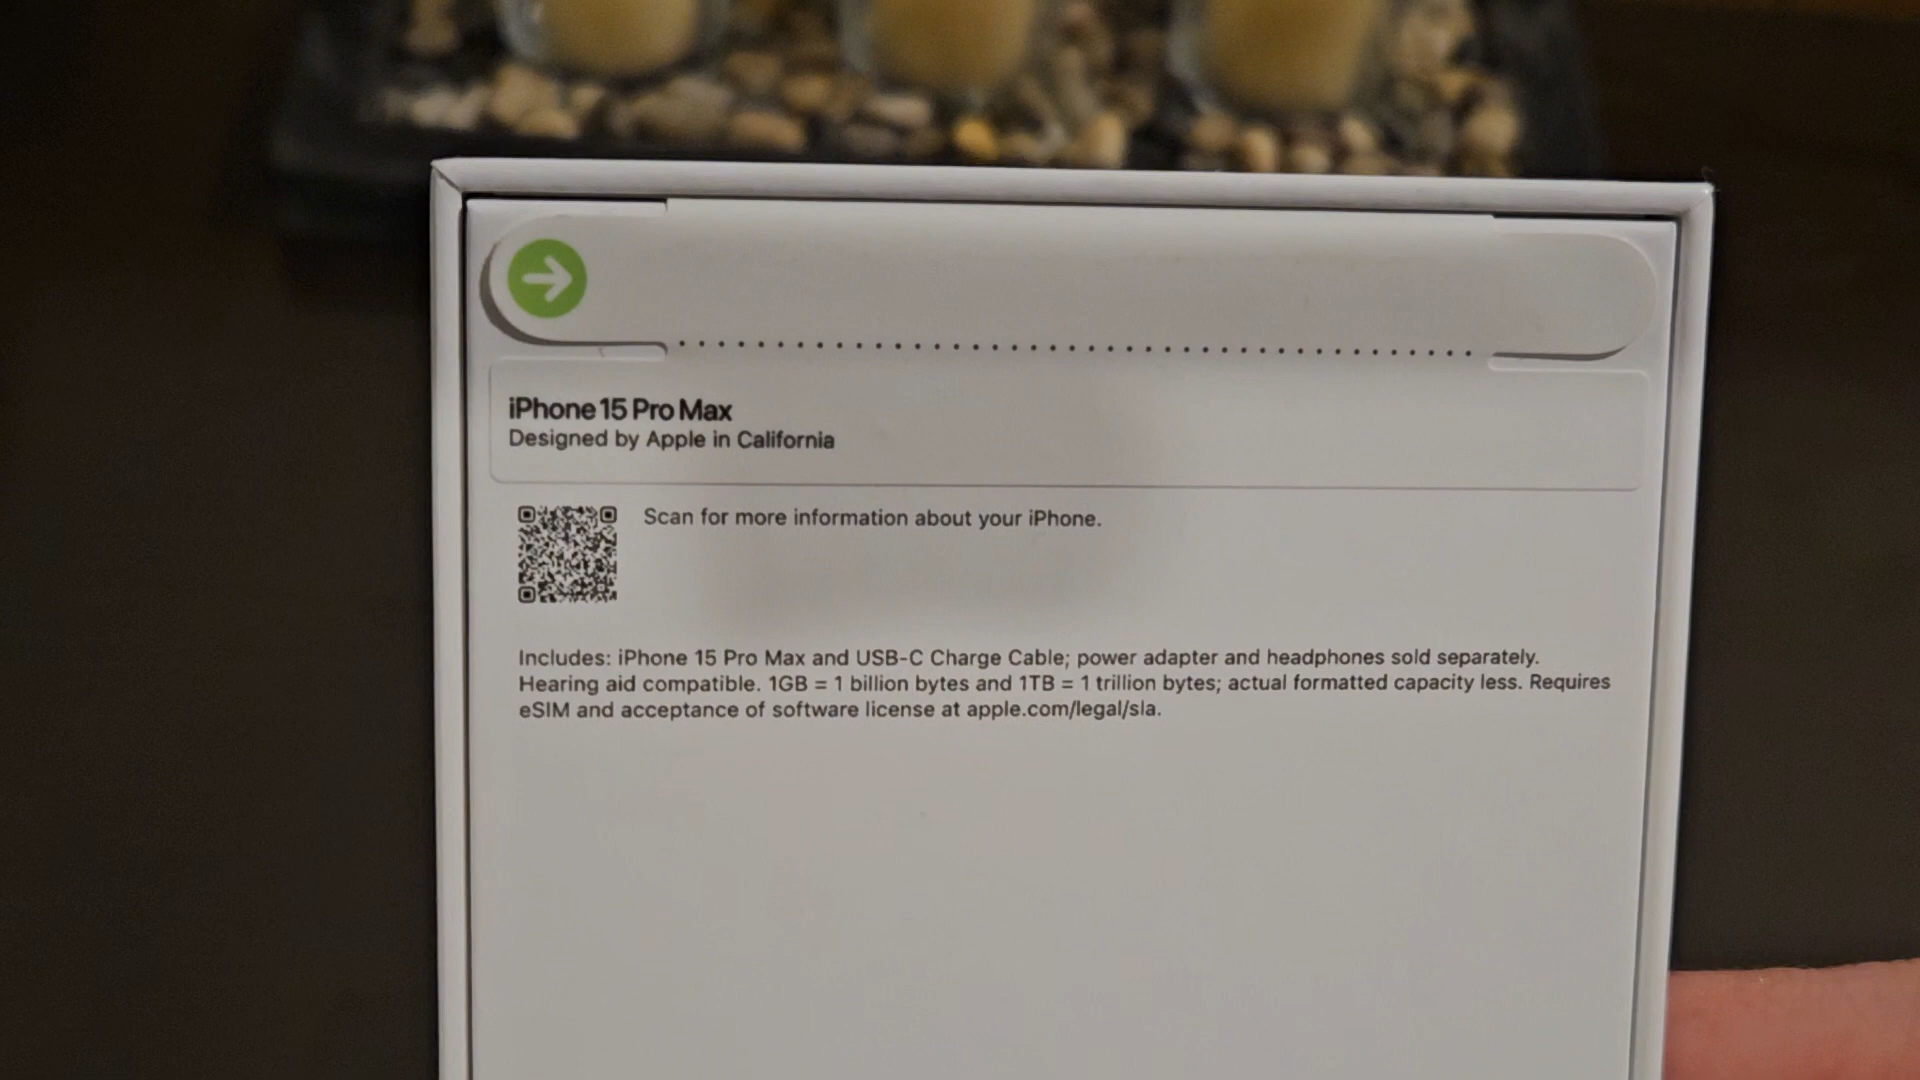 iPhone 15 Pro Max
Designed by Apple in California
Scan for more information about your iPhone.
Includes: iPhone 15 Pro Max and USB-C Charge Cable; power adapter and headphones sold separately.
Hearing aid compatible. 1GB = 1 billion bytes and 1TB = 1 trillion bytes; actual formatted capacity less. Requires
eSIM and acceptance of software license at apple.com/legal/sla.